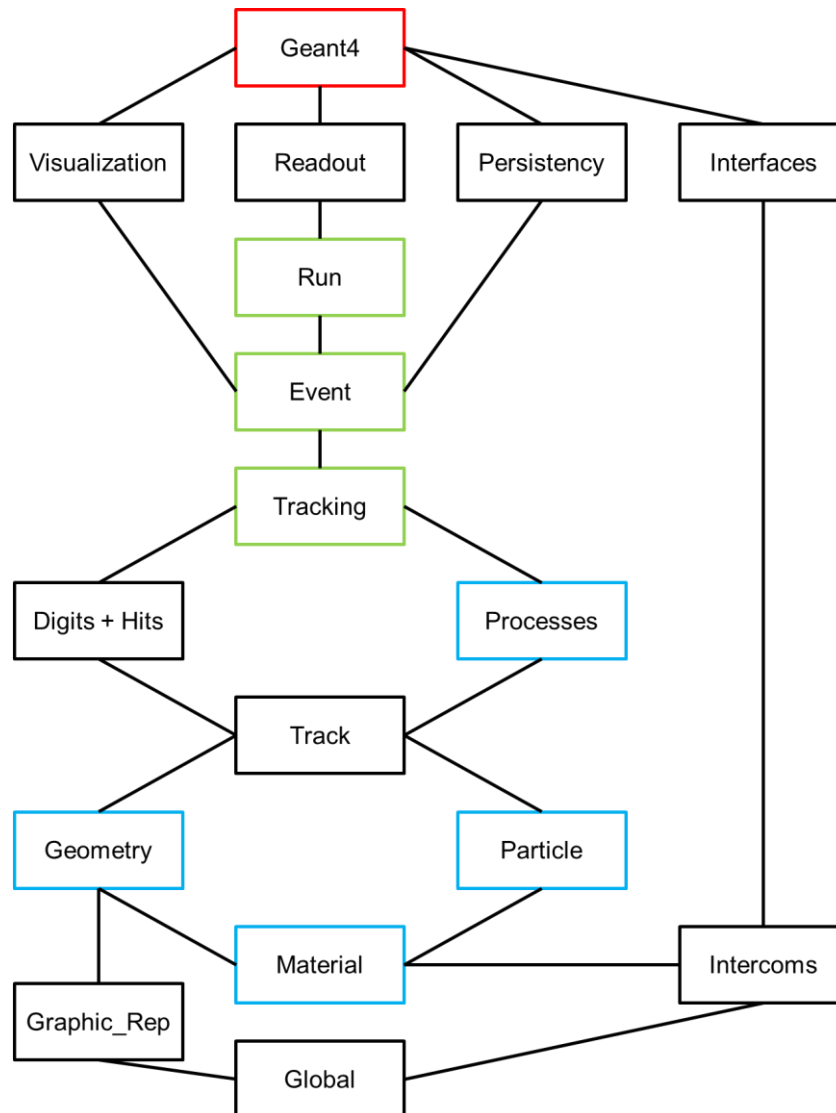 Geant4
Visualization
Readout
Persistency
Interfaces
Run
Event
Tracking
Digits + Hits
Processes
Track
Geometry
Particle
Material
Intercoms
Graphic_Rep
Global